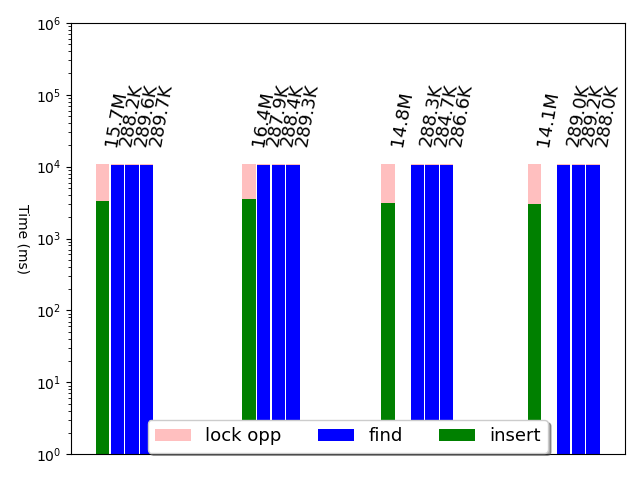 10^6
10^5
10^4
10^3
10^2
10^1
10^0
Time (ms)
15.7M
288.2K
289.6K
289.7K
16.4M
287.9K
288.4K
289.3K
14.8M
288.3K
284.7K
286.6K
14.1M
289.0K
289.2K
288.0K
lock opp find insert